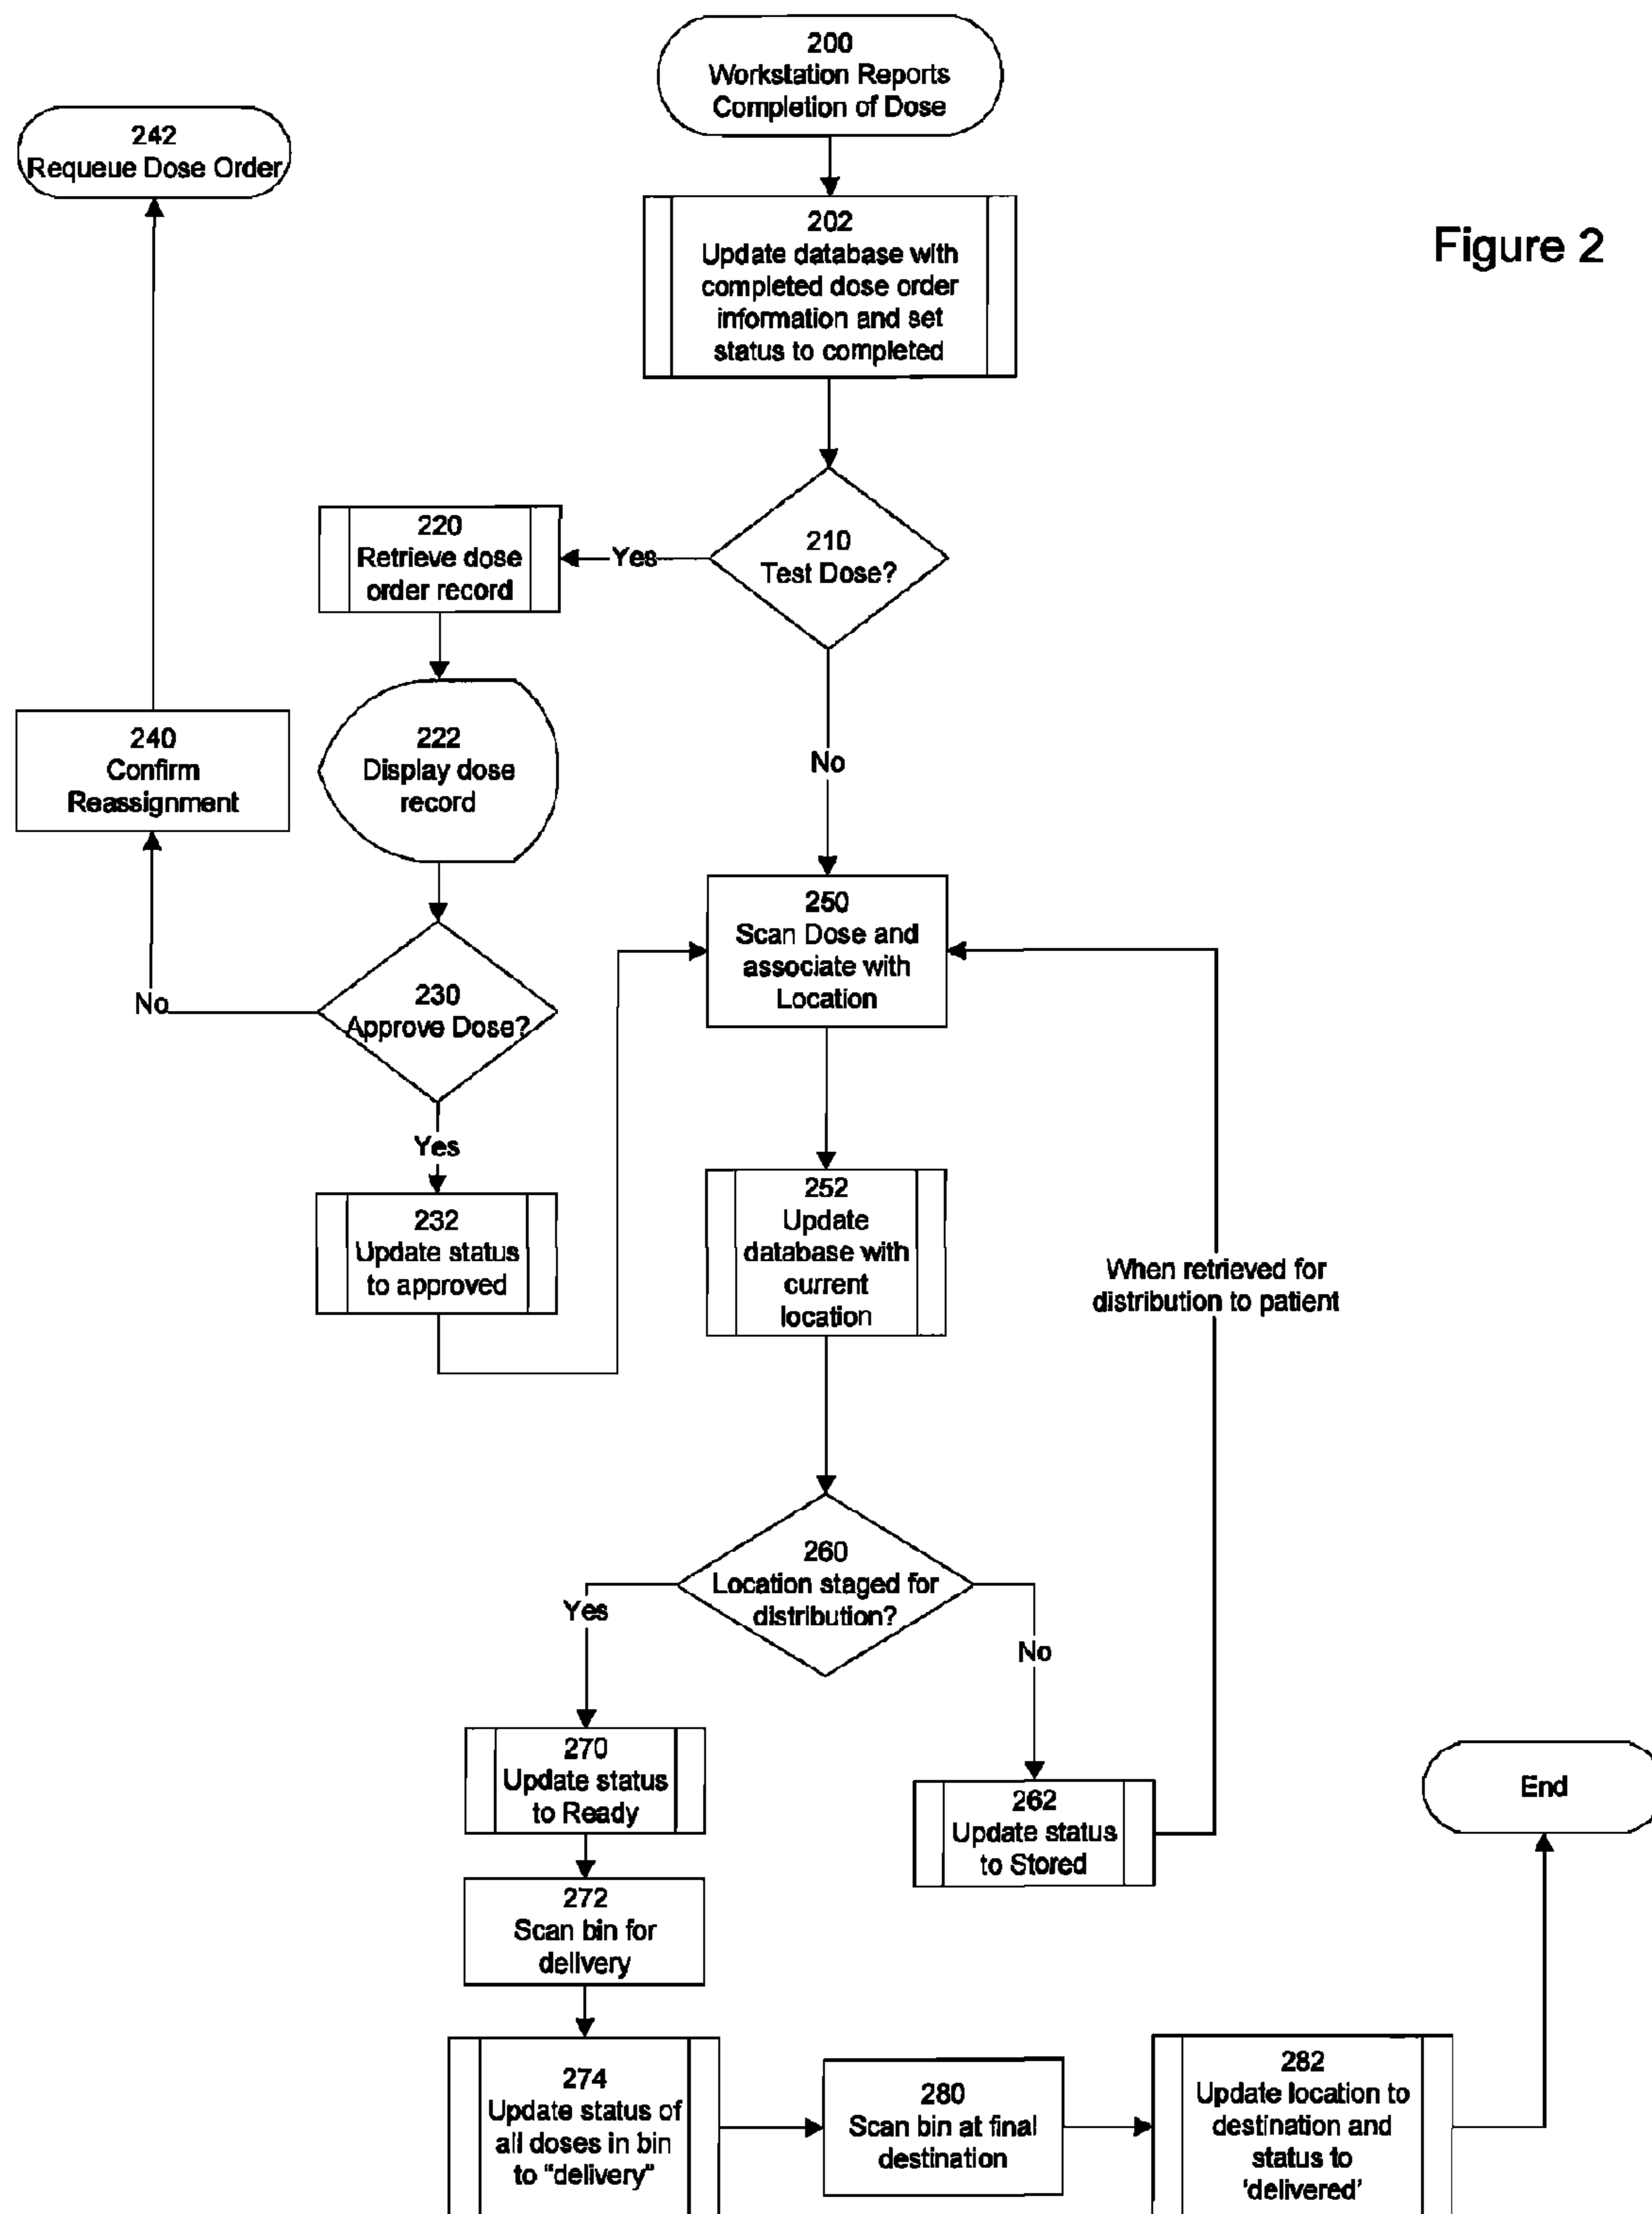 200
Workstation Reports
Completion of Dose
242
Requeue Dose Order
202
Update database with
completed dose order
information and set
status to completed
Figure 2
220
Retrieve dose
order record
Yes
210
Test Dose?
240
Confirm
Reassignment
222
Display dose
record
No
250
Scan Dose and
associate with
Location
No
230
Approve Dose?
Yes
232
Update status
to approved
252
Update
database with
current
location
When retrieved for
distribution to patient
260
Location staged for
distribution?
Yes
No
270
Update status
to Ready
262
Update status
to Stored
End
272
Scan bin for
delivery
274
Update status of
all doses in bin
to "delivery"
280
Scan bin at final
destination
282
Update location to
destination and
status to
'delivered'